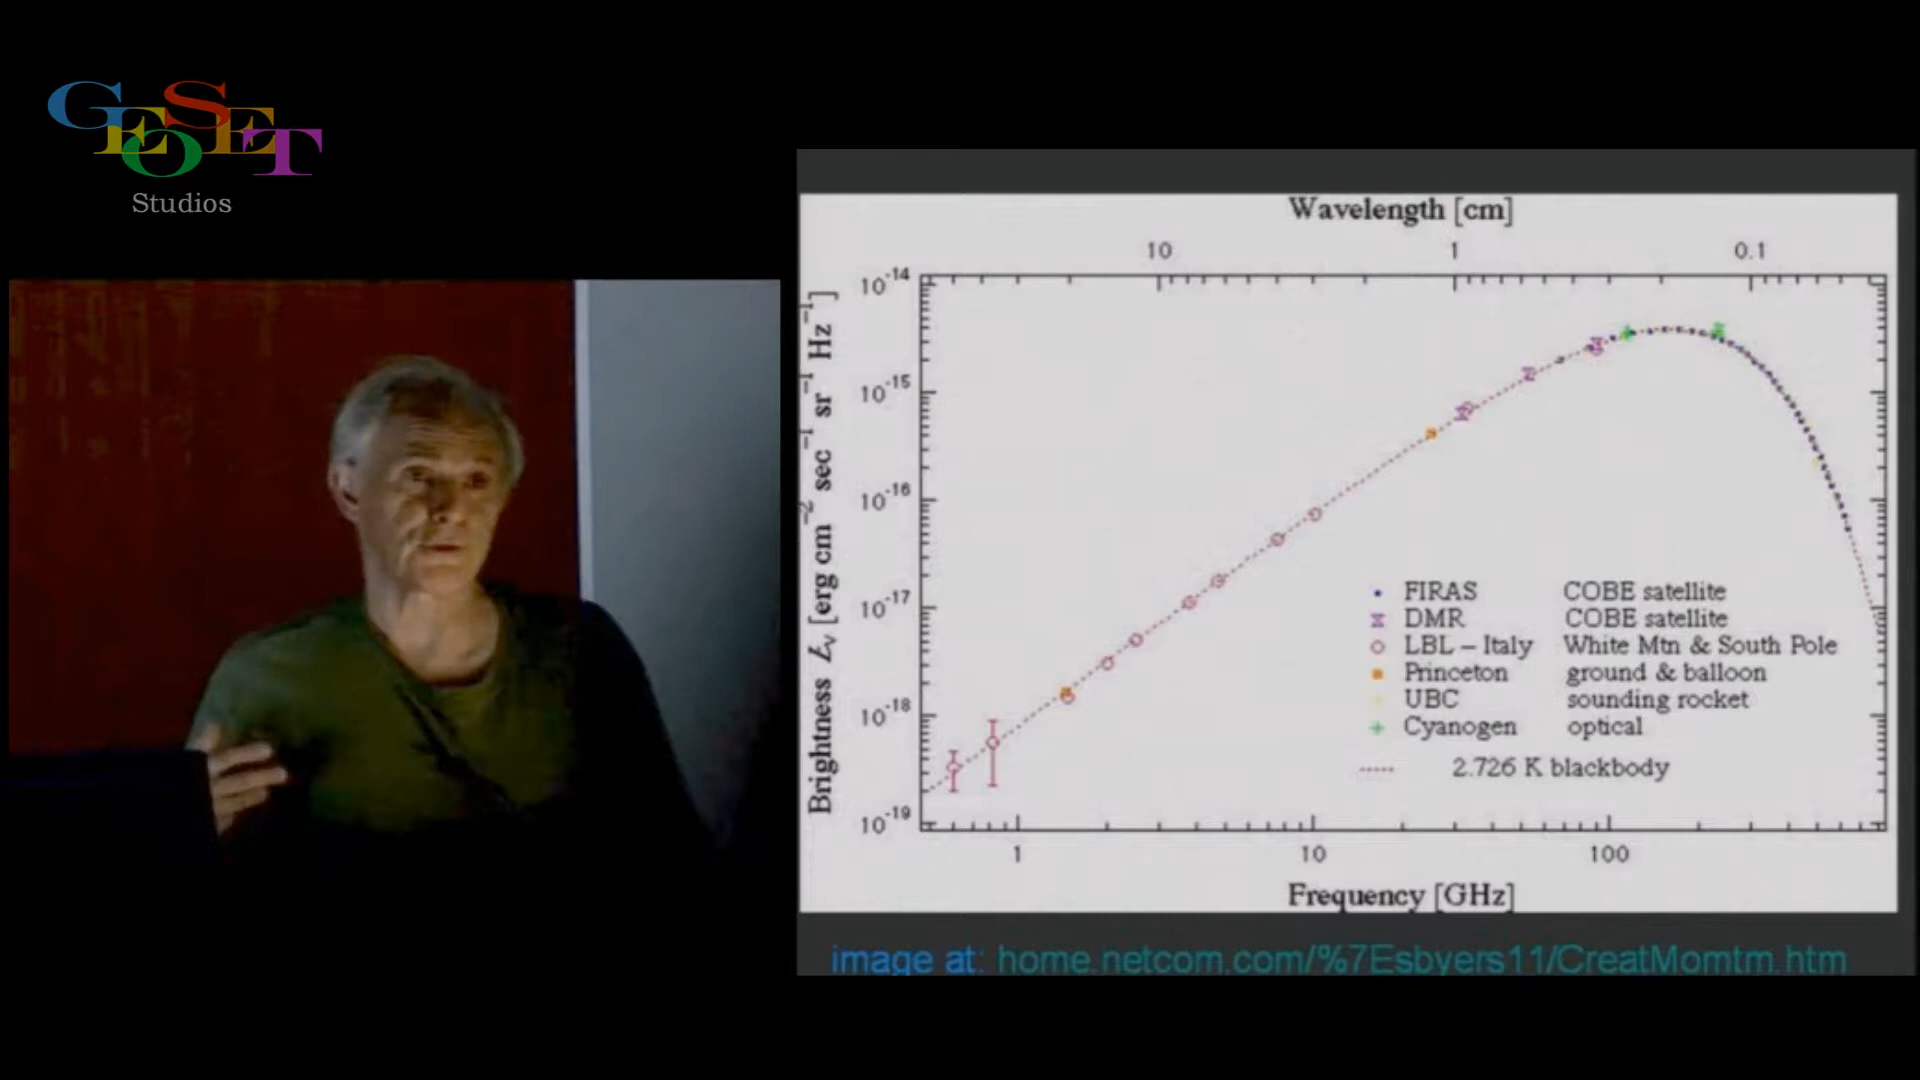 GEOSET
Studios
Wavelength [cm]
10 1 0.1
10⁻¹⁴
10⁻¹⁵
10⁻¹⁶
10⁻¹⁷
10⁻¹⁸
10⁻¹⁹
Brightness Iν [erg cm⁻² sec⁻¹ sr⁻¹ Hz⁻¹]
FIRAS COBE satellite
DMR COBE satellite
LBL – Italy White Mtn & South Pole
Princeton ground & balloon
UBC sounding rocket
Cyanogen optical
2.726 K blackbody
1 10 100
Frequency [GHz]
image at: home.netcom.com/%7Esbyers11/CreatMomtm.htm